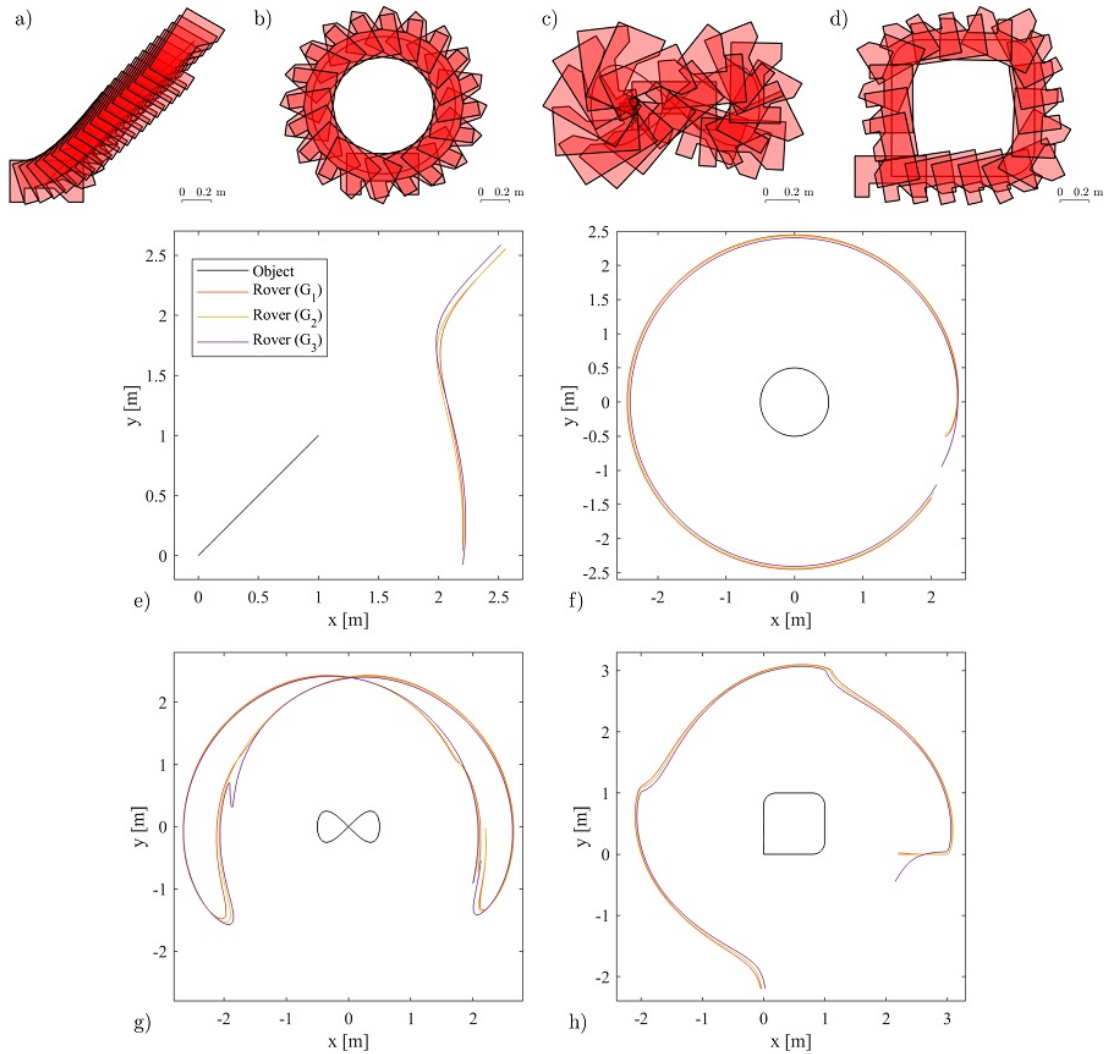 a)
b)
c)
d)
0 0.2 m
0 0.2 m
0 0.2 m
0 0.2 m
2.5
2
1.5
1
0.5
0
y [m]
Object
Rover (G1)
Rover (G2)
Rover (G3)
0 0.5 1 1.5 2 2.5
x [m]
e)
2.5
2
1.5
1
0.5
0
-0.5
-1
-1.5
-2
-2.5
y [m]
-2 -1 0 1 2
x [m]
f)
2
1
0
-1
-2
y [m]
-2 -1 0 1 2
x [m]
g)
3
2
1
0
-1
-2
y [m]
-2 -1 0 1 2 3
x [m]
h)